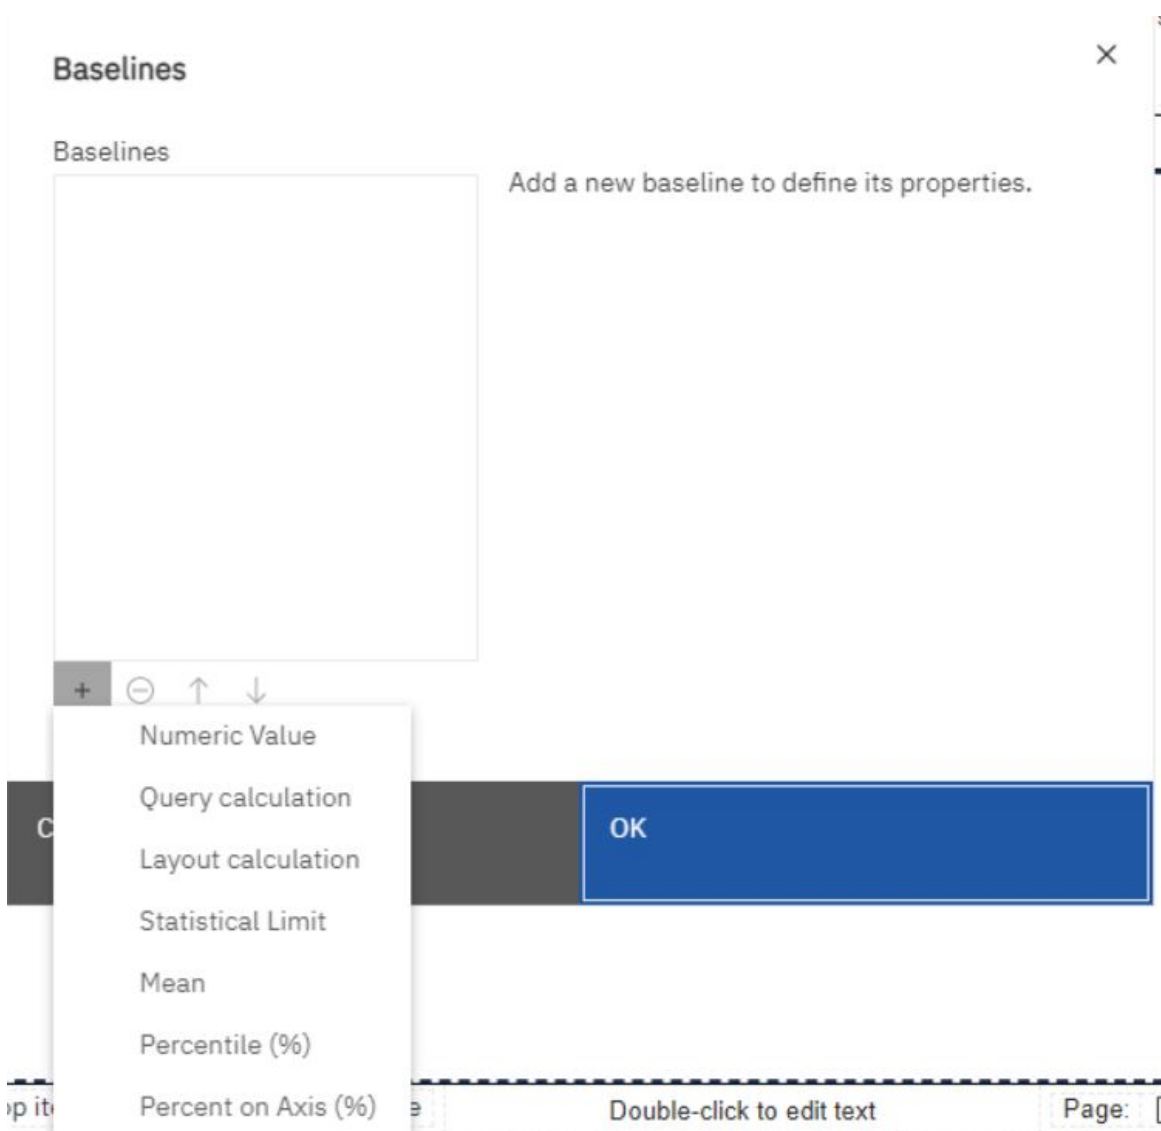 Baselines
Baselines
Add a new baseline to define its properties.
Numeric Value
Query calculation
OK
Layout calculation
Statistical Limit
Mean
Percentile (%)
Percent on Axis (%)
Double-click to edit text
Page: